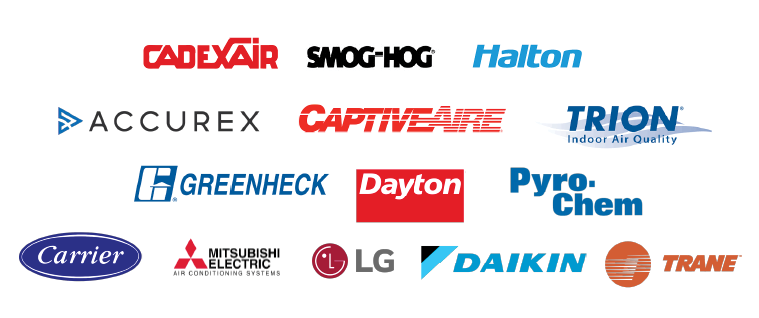 CADEXAIR SMOG-HOG® Halton
ACCUREX CAPTIVEAIRE TRION®
Indoor Air Quality
GREENHECK ® Dayton Pyro-
Chem
Carrier MITSUBISHI
ELECTRIC
AIR CONDITIONING SYSTEMS
LG DAIKIN TRANE™